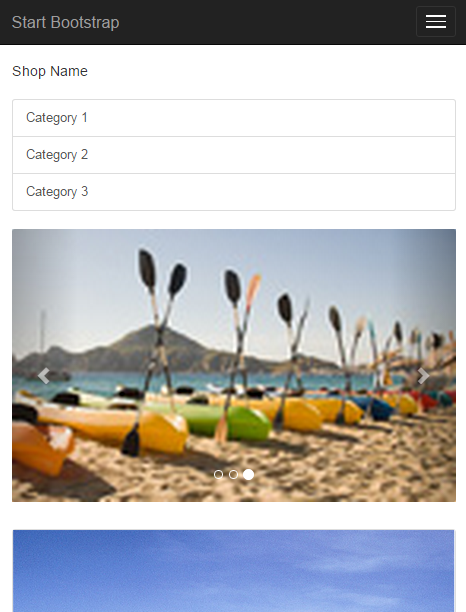 Start Bootstrap
Shop Name
Category 1
Category 2
Category 3